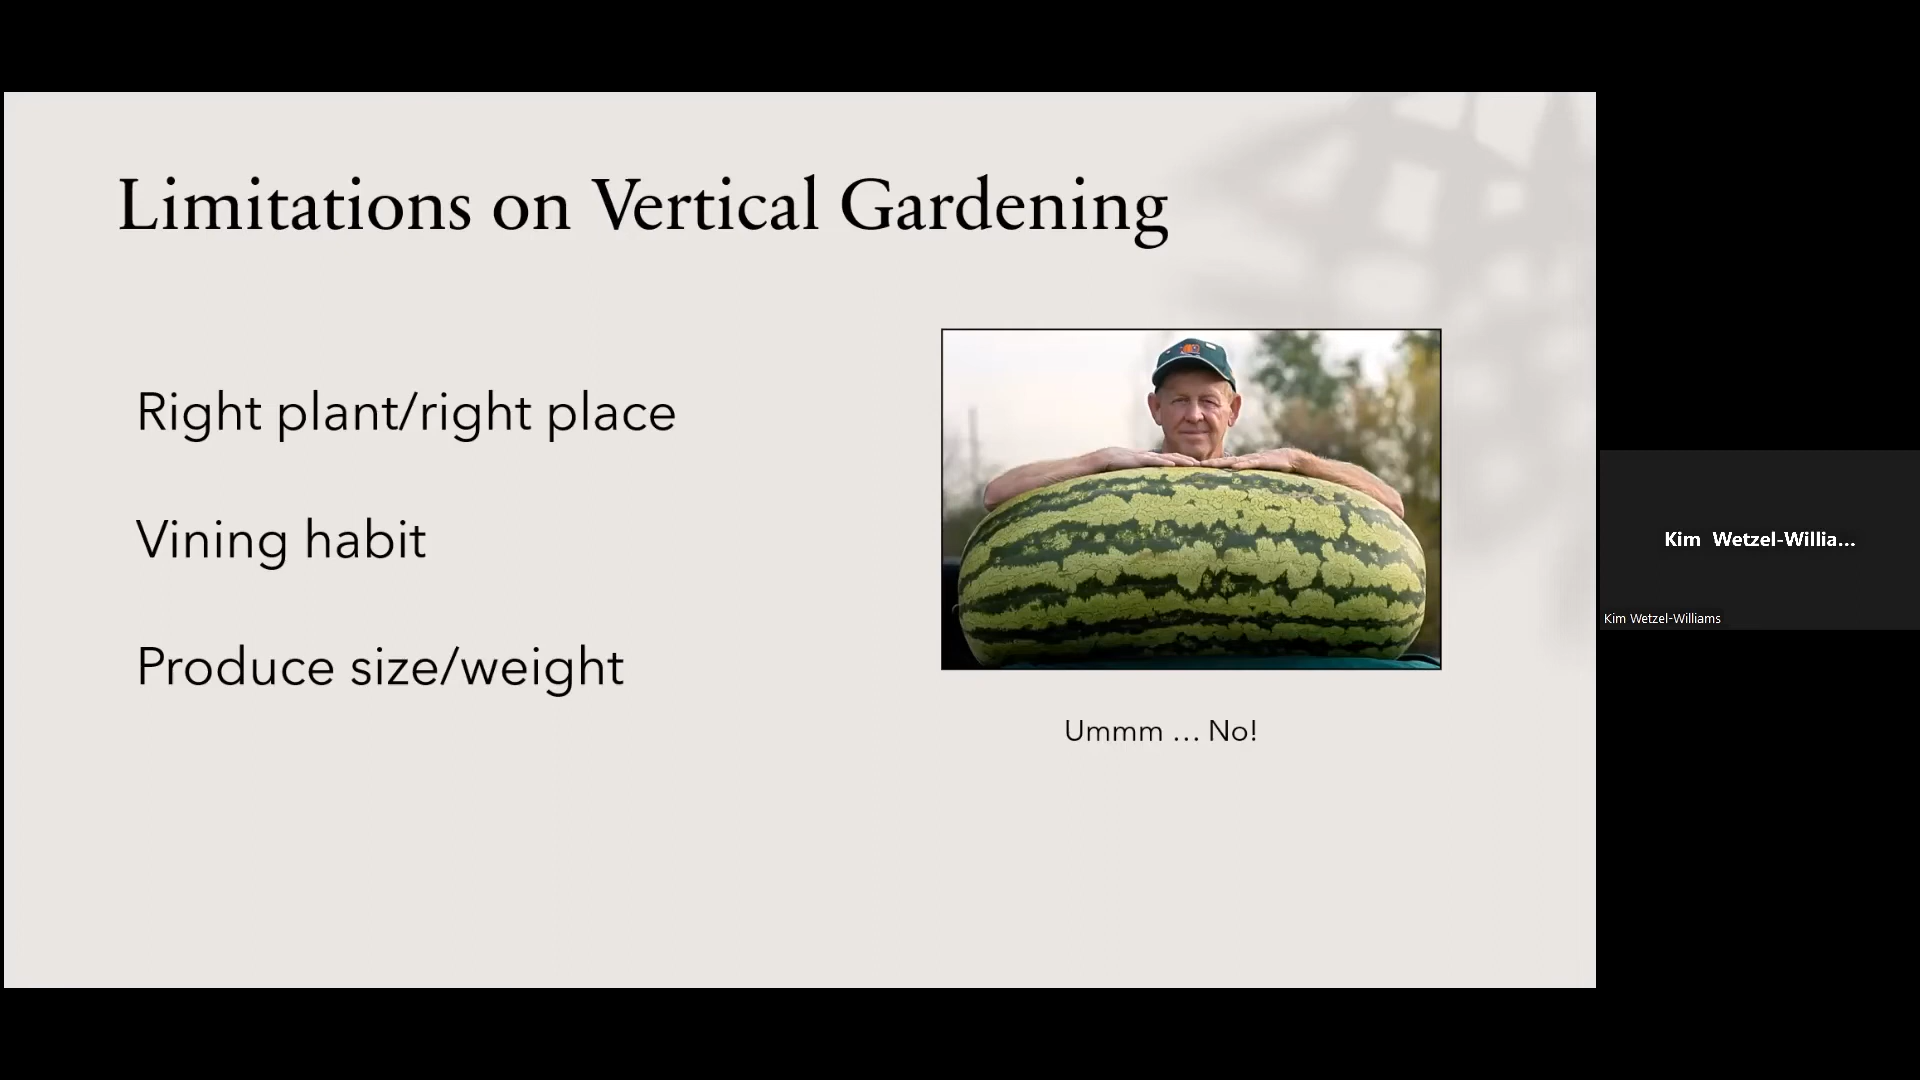 Limitations on Vertical Gardening
Right plant/right place
Vining habit
Produce size/weight
Ummm … No!
Kim Wetzel-Willia...
Kim Wetzel-Williams